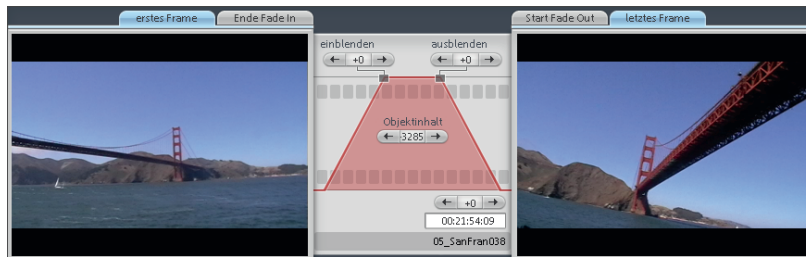 erstes Frame
Ende Fade In
Start Fade Out
letztes Frame
einblenden
ausblenden
+0
+0
Objektinhalt
3285
+0
00:21:54:09
05_SanFran038